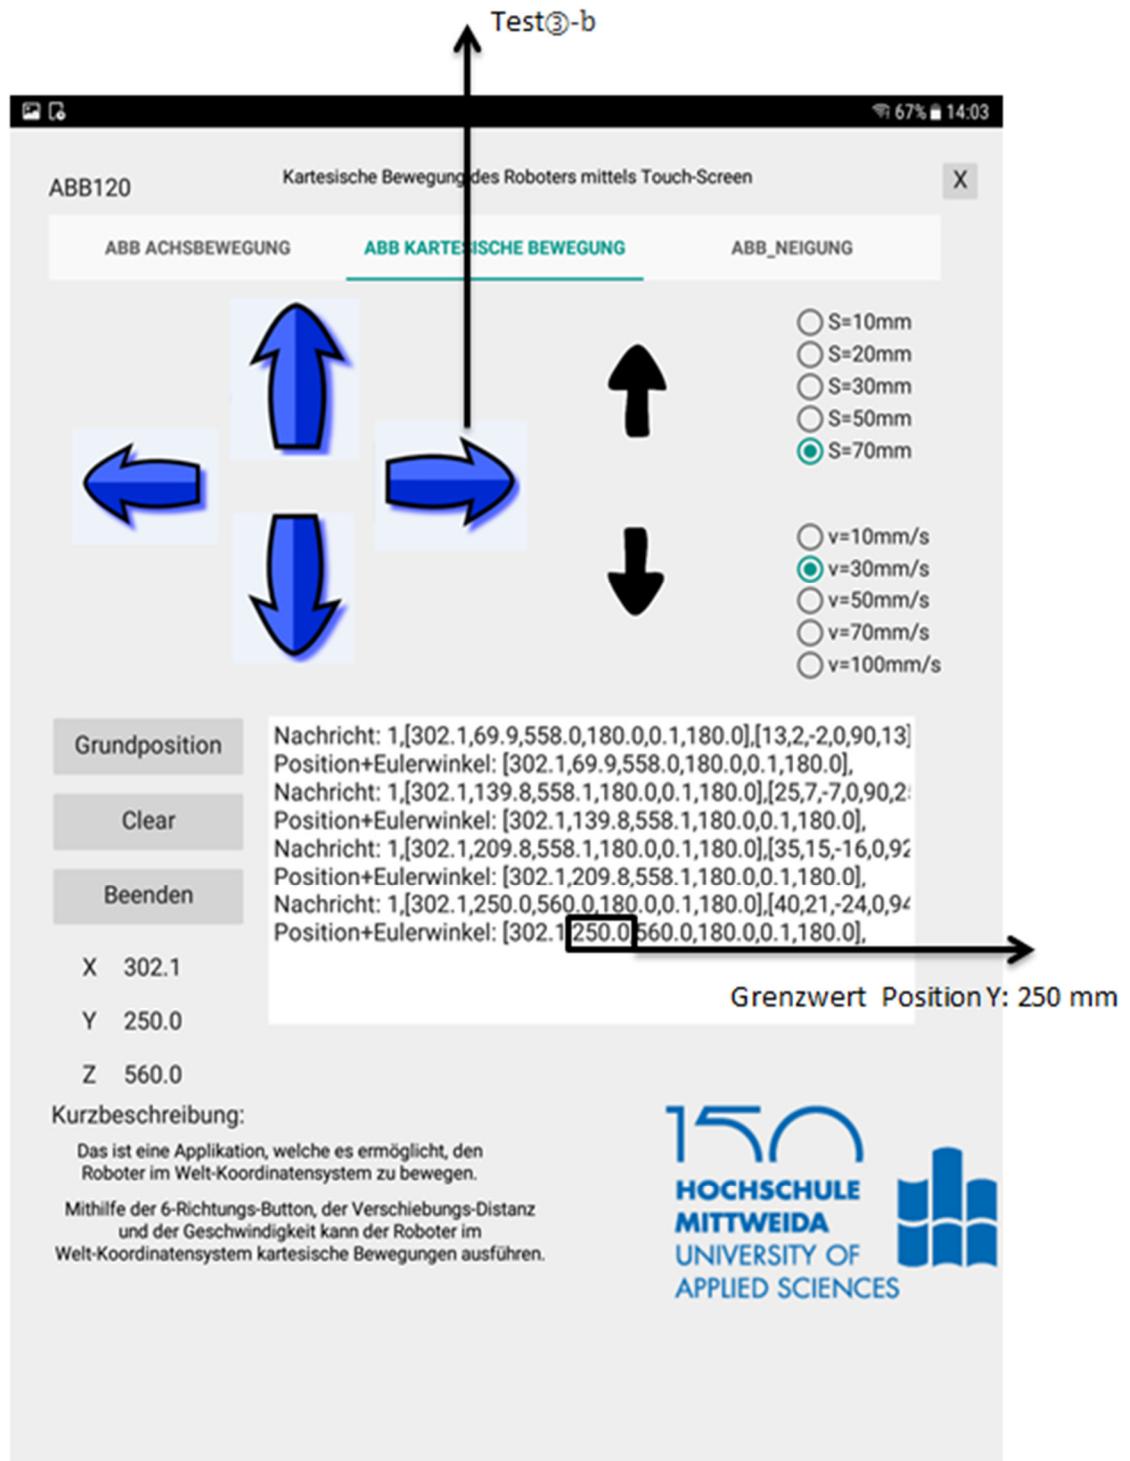 Test③-b
67% 14:03
ABB120
Kartesische Bewegung des Roboters mittels Touch-Screen
X
ABB ACHSBEWEGUNG
ABB KARTESISCHE BEWEGUNG
ABB_NEIGUNG
S=10mm
S=20mm
S=30mm
S=50mm
S=70mm
v=10mm/s
v=30mm/s
v=50mm/s
v=70mm/s
v=100mm/s
Grundposition
Clear
Beenden
Nachricht: 1,[302.1,69.9,558.0,180.0,0.1,180.0],[13,2,-2,0,90,13]
Position+Eulerwinkel: [302.1,69.9,558.0,180.0,0.1,180.0],
Nachricht: 1,[302.1,139.8,558.1,180.0,0.1,180.0],[25,7,-7,0,90,2
Position+Eulerwinkel: [302.1,139.8,558.1,180.0,0.1,180.0],
Nachricht: 1,[302.1,209.8,558.1,180.0,0.1,180.0],[35,15,-16,0,92
Position+Eulerwinkel: [302.1,209.8,558.1,180.0,0.1,180.0],
Nachricht: 1,[302.1,250.0,560.0,180.0,0.1,180.0],[40,21,-24,0,94
Position+Eulerwinkel: [302.1,250.0,560.0,180.0,0.1,180.0],
Grenzwert Position Y: 250 mm
X 302.1
Y 250.0
Z 560.0
Kurzbeschreibung:
Das ist eine Applikation, welche es ermöglicht, den
Roboter im Welt-Koordinatensystem zu bewegen.
Mithilfe der 6-Richtungs-Button, der Verschiebungs-Distanz
und der Geschwindigkeit kann der Roboter im
Welt-Koordinatensystem kartesische Bewegungen ausführen.
150
HOCHSCHULE
MITTWEIDA
UNIVERSITY OF
APPLIED SCIENCES